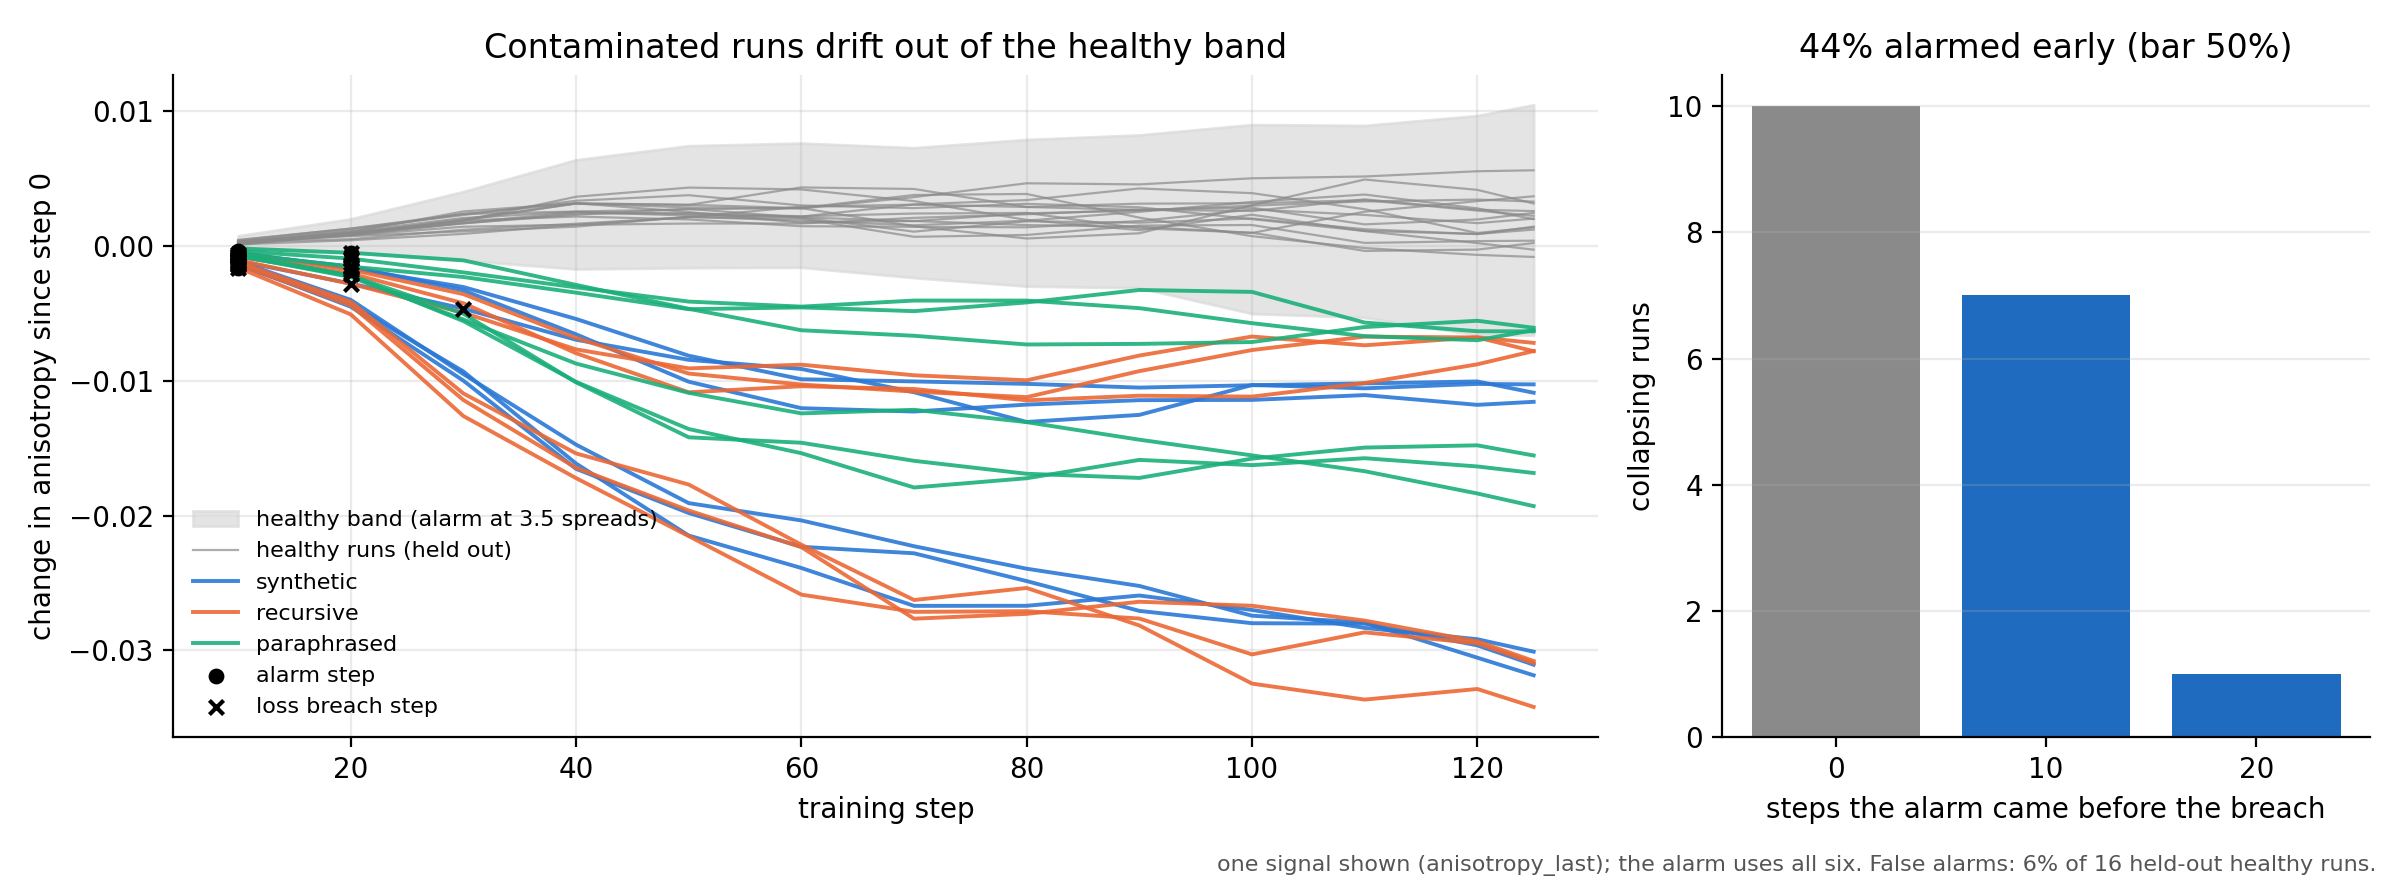 Contaminated runs drift out of the healthy band
change in anisotropy since step 0
0.01
0.00
−0.01
−0.02
−0.03
healthy band (alarm at 3.5 spreads)
healthy runs (held out)
synthetic
recursive
paraphrased
alarm step
loss breach step
20
40
60
80
100
120
training step
44% alarmed early (bar 50%)
collapsing runs
10
8
6
4
2
0
0
10
20
steps the alarm came before the breach
one signal shown (anisotropy_last); the alarm uses all six. False alarms: 6% of 16 held-out healthy runs.